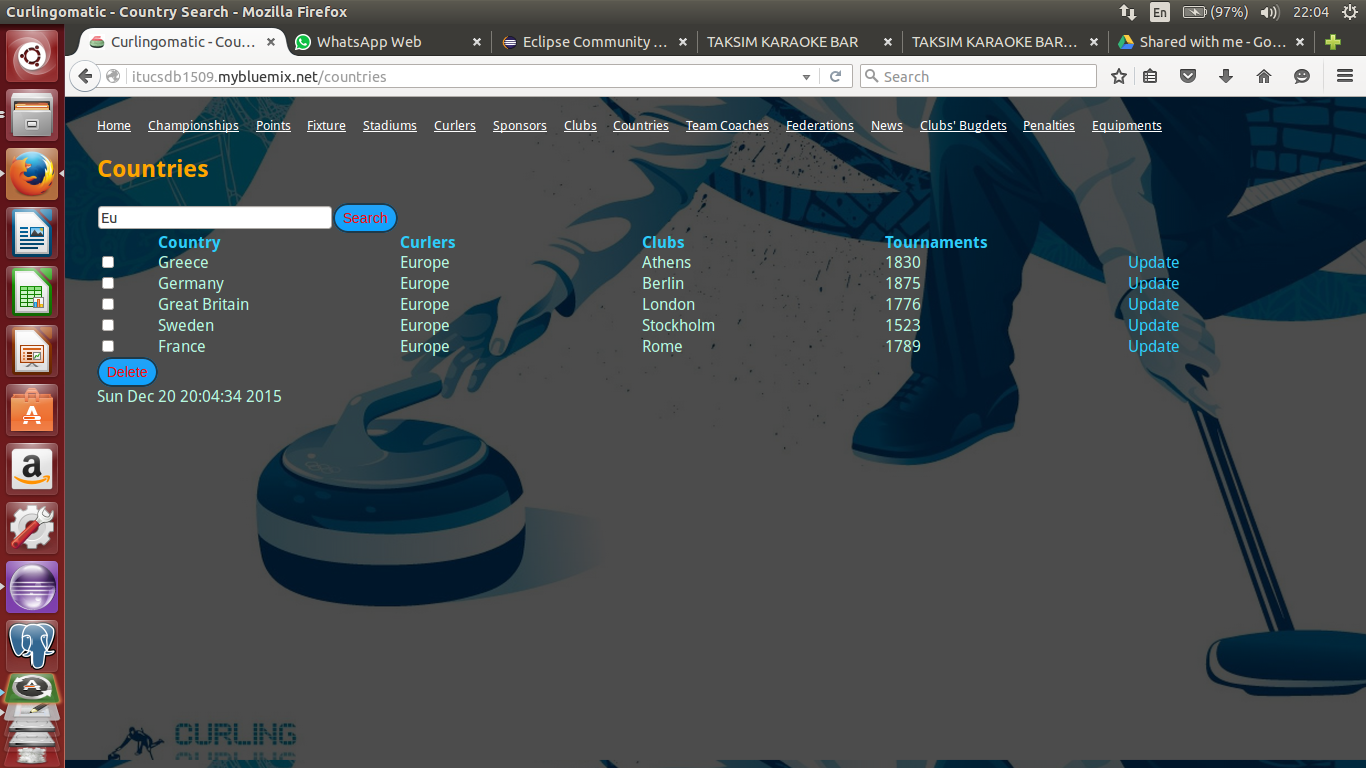 Curlingomatic - Country Search - Mozilla Firefox En (97%) 22:04
Curlingomatic - Cou... WhatsApp Web Eclipse Community ... TAKSIM KARAOKE BAR TAKSIM KARAOKE BAR... Shared with me - Go...
itucsdb1509.mybluemix.net/countries Search
Home Championships Points Fixture Stadiums Curlers Sponsors Clubs Countries Team Coaches Federations News Clubs' Bugdets Penalties Equipments
Countries
Eu Search
Country Curlers Clubs Tournaments
Greece Europe Athens 1830 Update
Germany Europe Berlin 1875 Update
Great Britain Europe London 1776 Update
Sweden Europe Stockholm 1523 Update
France Europe Rome 1789 Update
Delete
Sun Dec 20 20:04:34 2015
CURLING